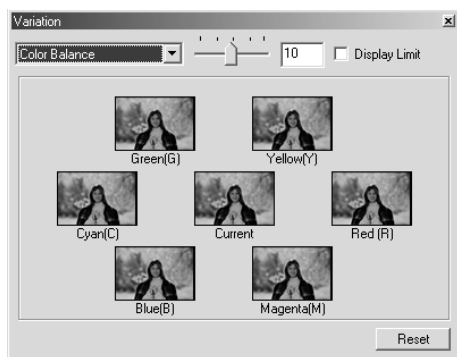 Variation
Color Balance 10 Display Limit
Green(G) Yellow(Y)
Cyan(C) Current Red (R)
Blue(B) Magenta(M)
Reset